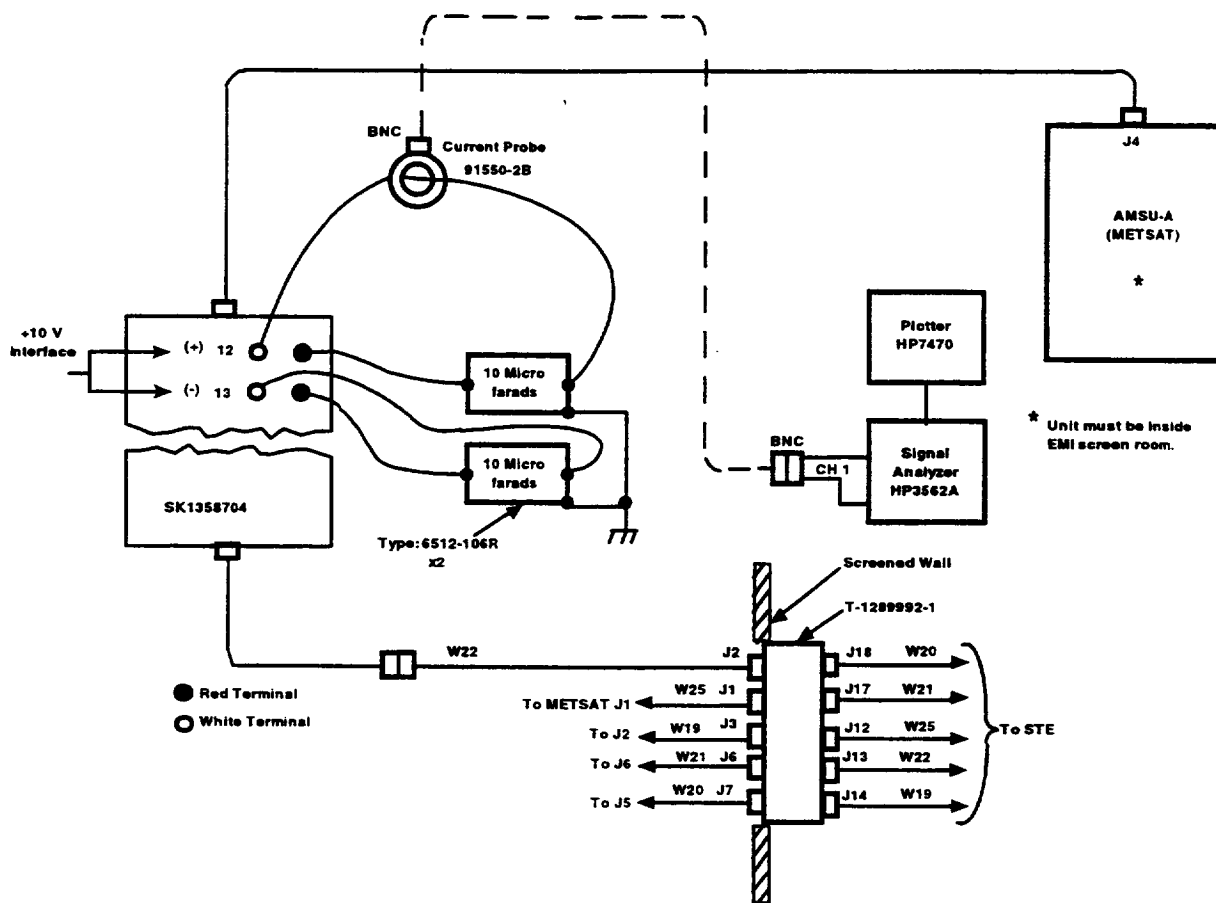 BNC
Current Probe
91550-2B
J4
AMSU-A
(METSAT)
*
+10 V
Interface
(+) 12
(-) 13
10 Micro
farads
10 Micro
farads
Plotter
HP7470
* Unit must be inside
EMI screen room.
BNC
CH 1
Signal
Analyzer
HP3562A
SK1358704
Type:6512-106R
x2
Screened Wall
T-1289992-1
W22
J2
J18 W20
Red Terminal
White Terminal
To METSAT J1 W25 J1
J17 W21
To J2 W19 J3
J12 W25
To STE
To J6 W21 J6
J13 W22
To J5 W20 J7
J14 W19